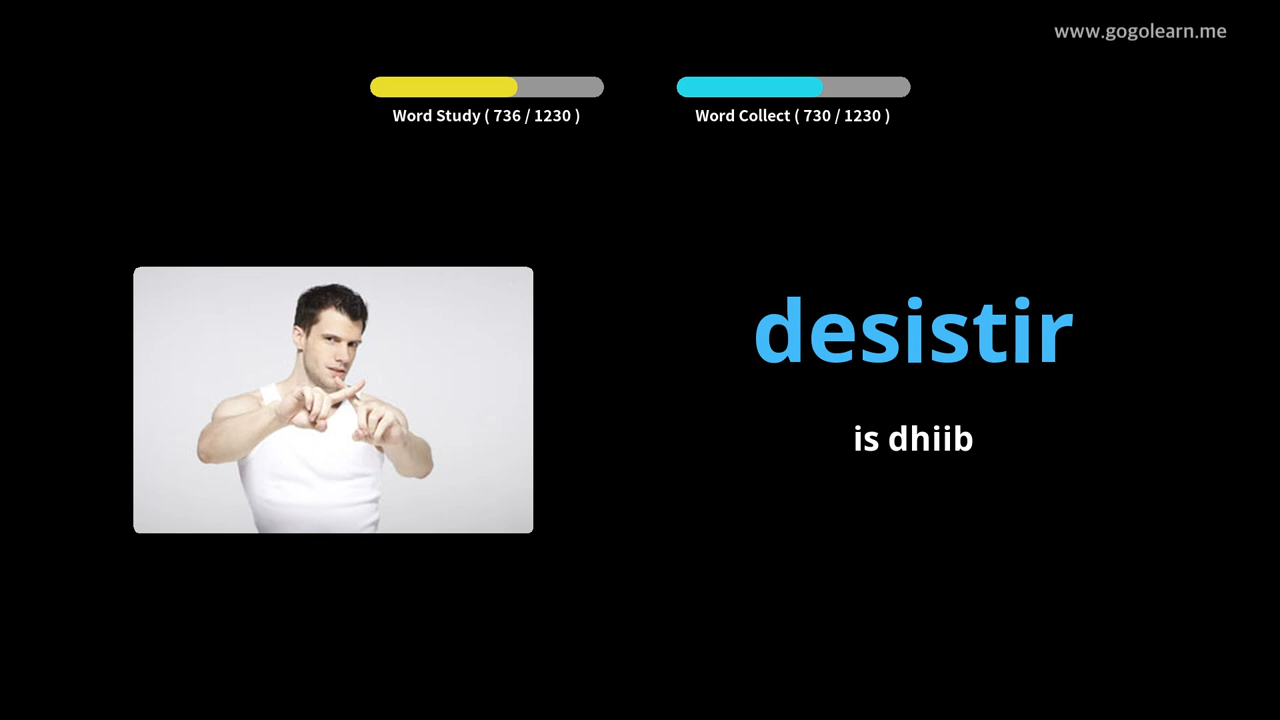 www.gogolearn.me
Word Study ( 736 / 1230 )
Word Collect ( 730 / 1230 )
desistir
is dhiib